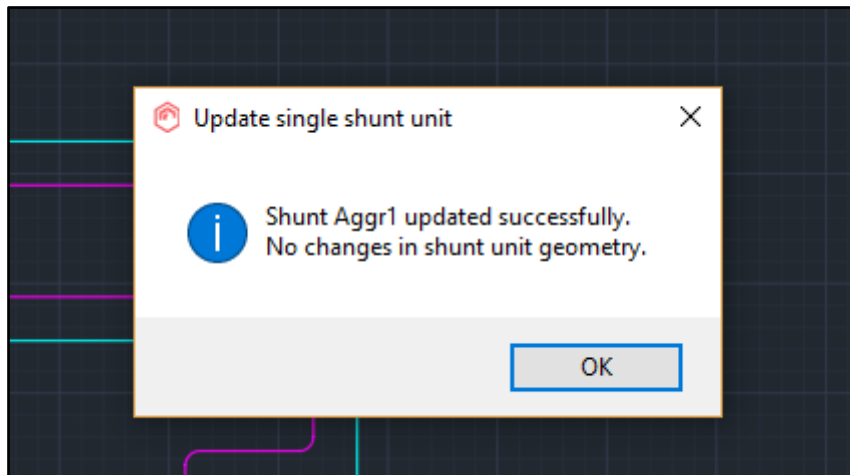 Update single shunt unit
Shunt Aggr1 updated successfully.
No changes in shunt unit geometry.
OK